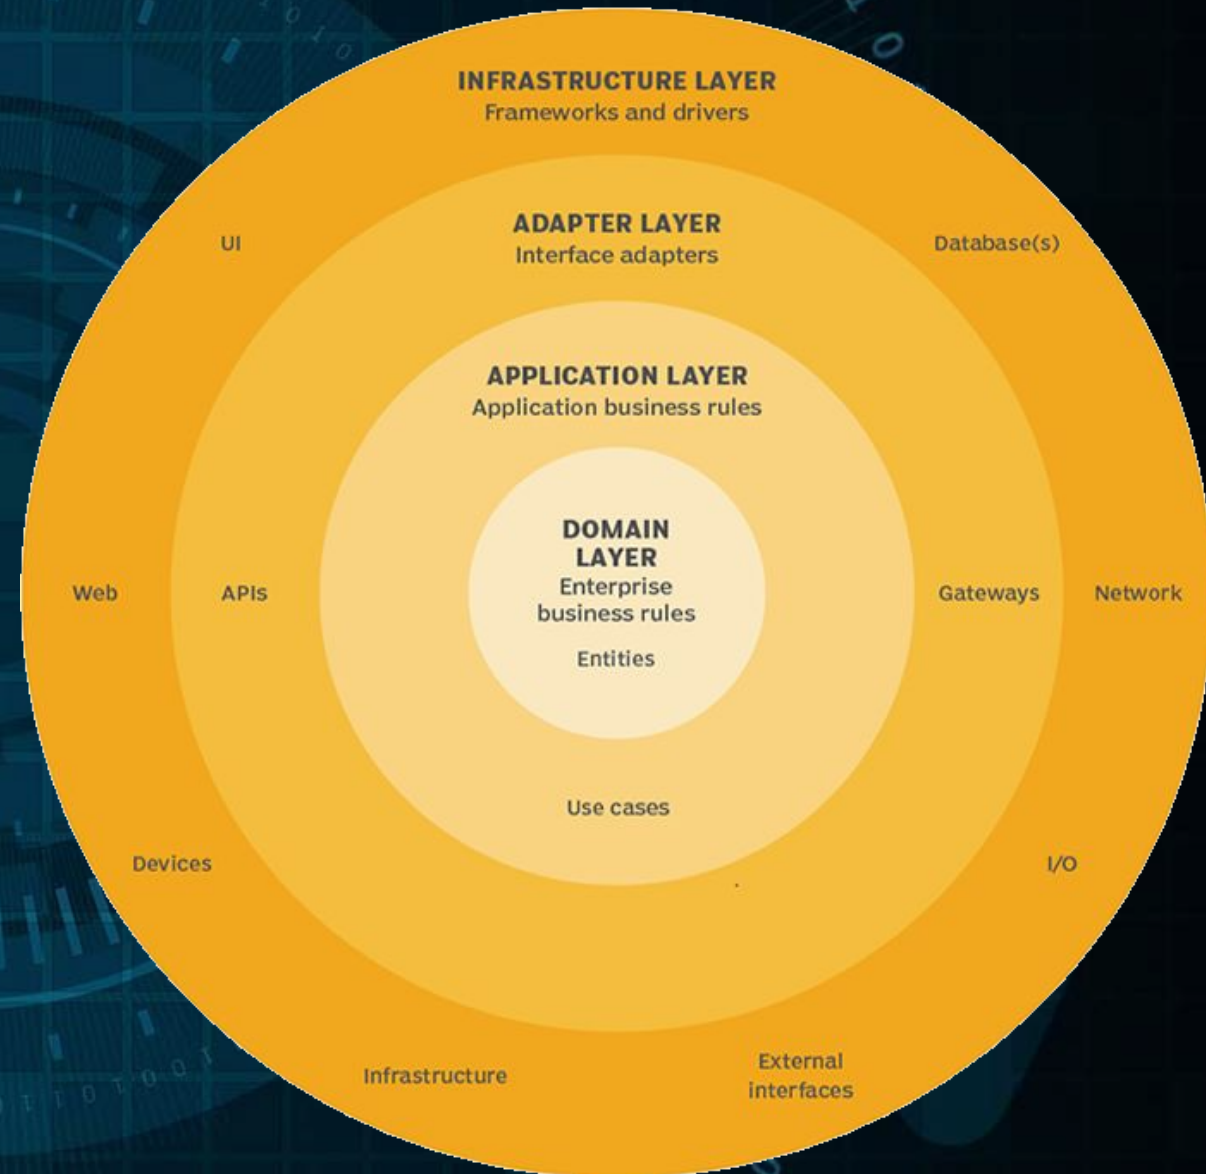 INFRASTRUCTURE LAYER
Frameworks and drivers
ADAPTER LAYER
Interface adapters
UI
Database(s)
APPLICATION LAYER
Application business rules
DOMAIN
LAYER
Enterprise
business rules
Entities
Web
APIs
Gateways
Network
Use cases
Devices
I/O
Infrastructure
External
interfaces